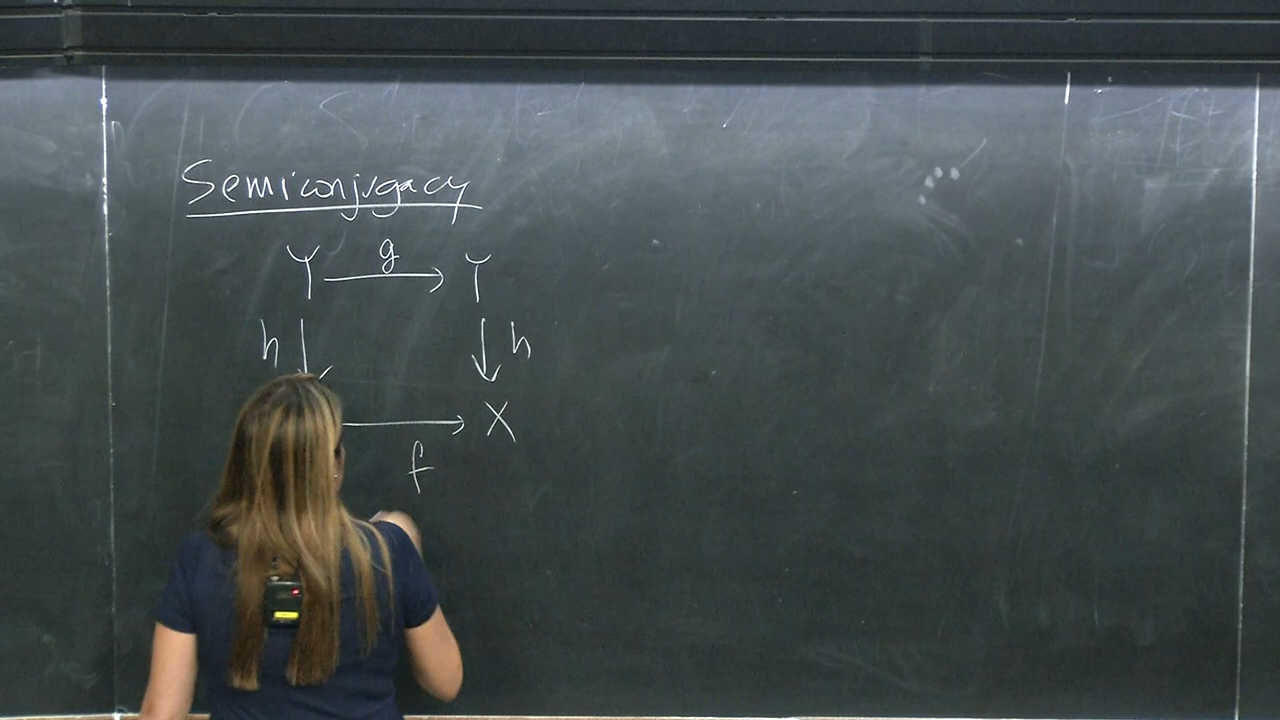 Semiconjugacy
g
Y → Y
h ↓ ↓ h
→ X
f